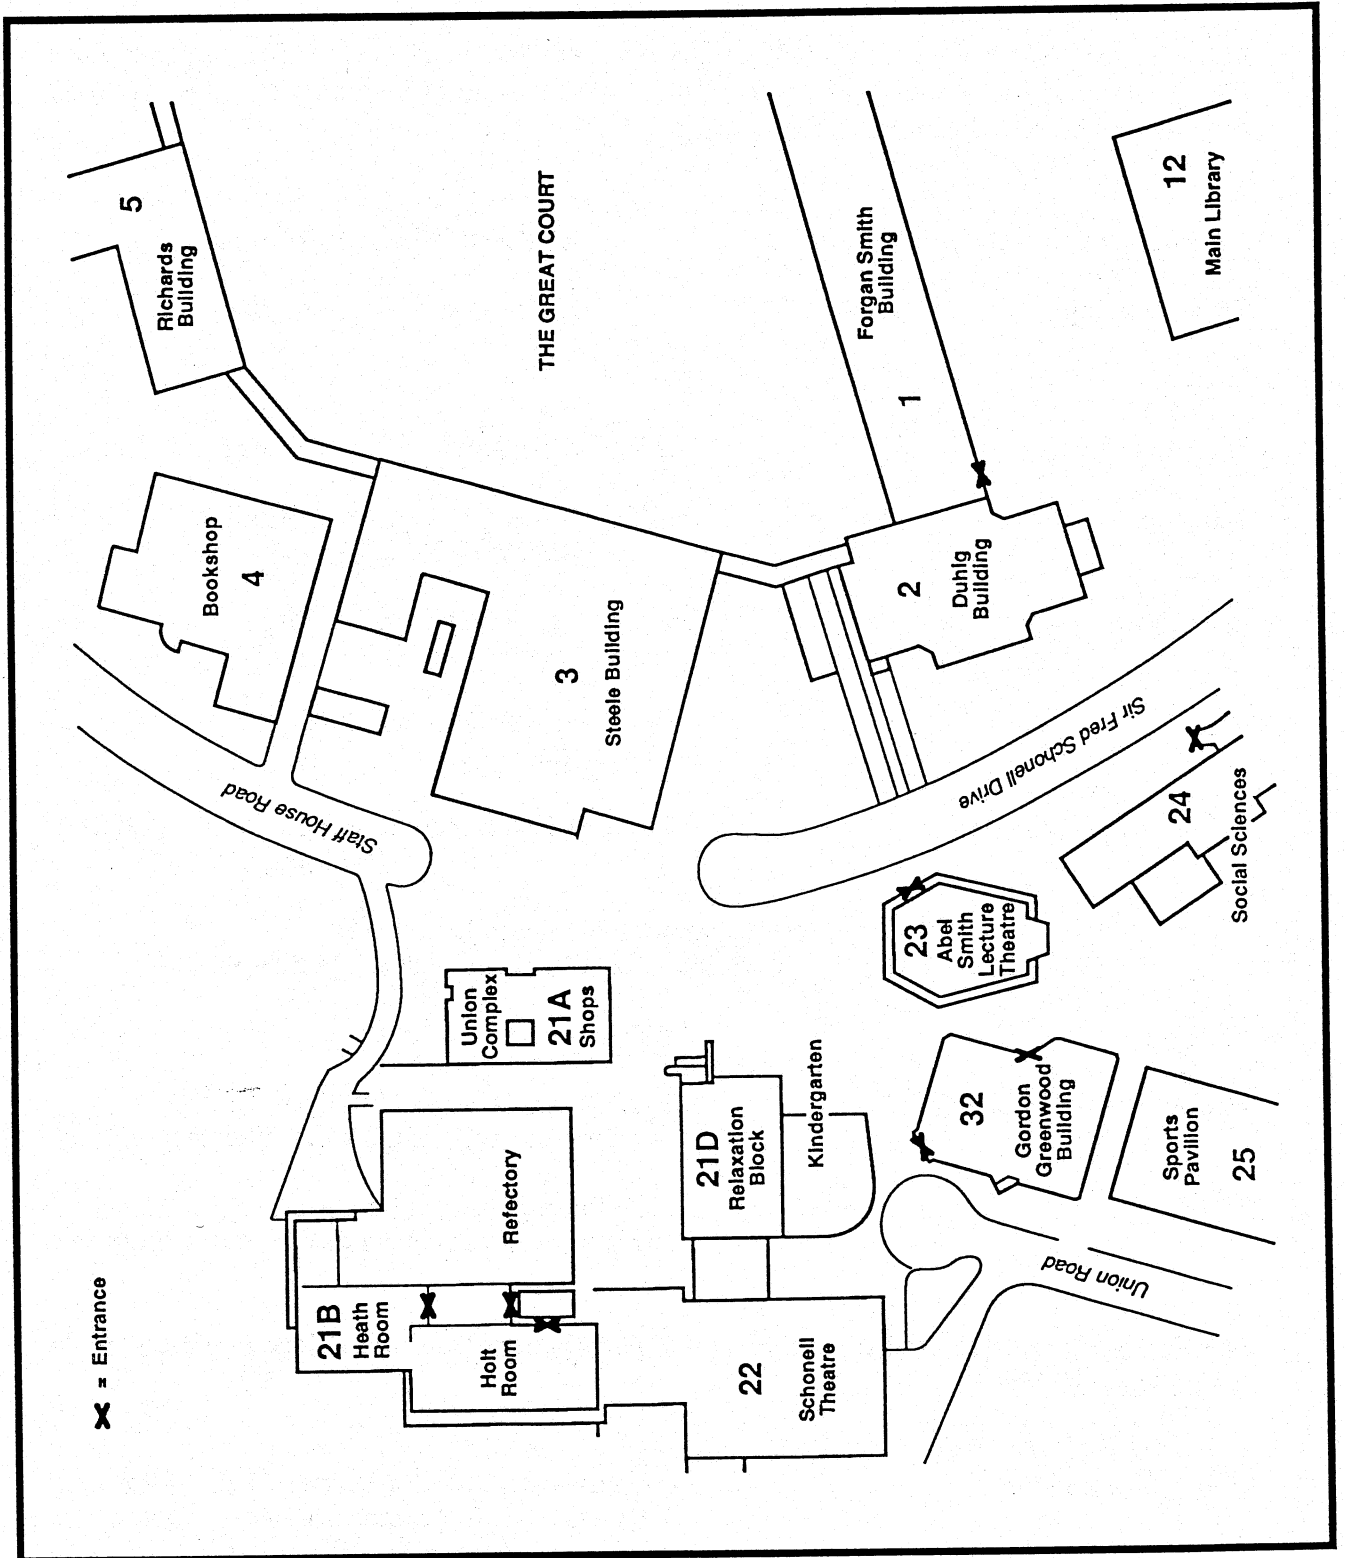 ✖ = Entrance
21B
Heath
Room
Holt
Room
Refectory
22
Schonell
Theatre
21D
Relaxation
Block
Kindergarten
Union
Complex
21A
Shops
Staff House Road
Bookshop
4
Richards
Building
5
3
Steele Building
THE GREAT COURT
Forgan Smith
Building
1
2
Duhig
Building
12
Main Library
Sir Fred Schonell Drive
23
Abel
Smith
Lecture
Theatre
24
Social Sciences
32
Gordon
Greenwood
Building
Sports
Pavilion
25
Union Road